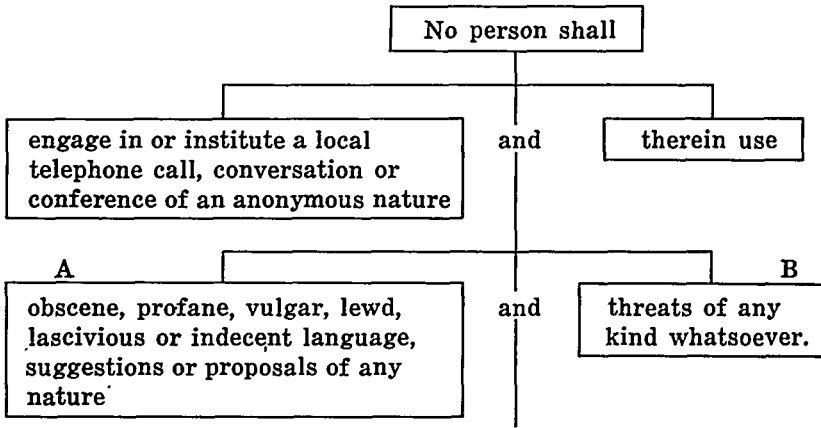 No person shall
engage in or institute a local
telephone call, conversation or
conference of an anonymous nature
and
therein use
A
obscene, profane, vulgar, lewd,
lascivious or indecent language,
suggestions or proposals of any
nature
and
B
threats of any
kind whatsoever.